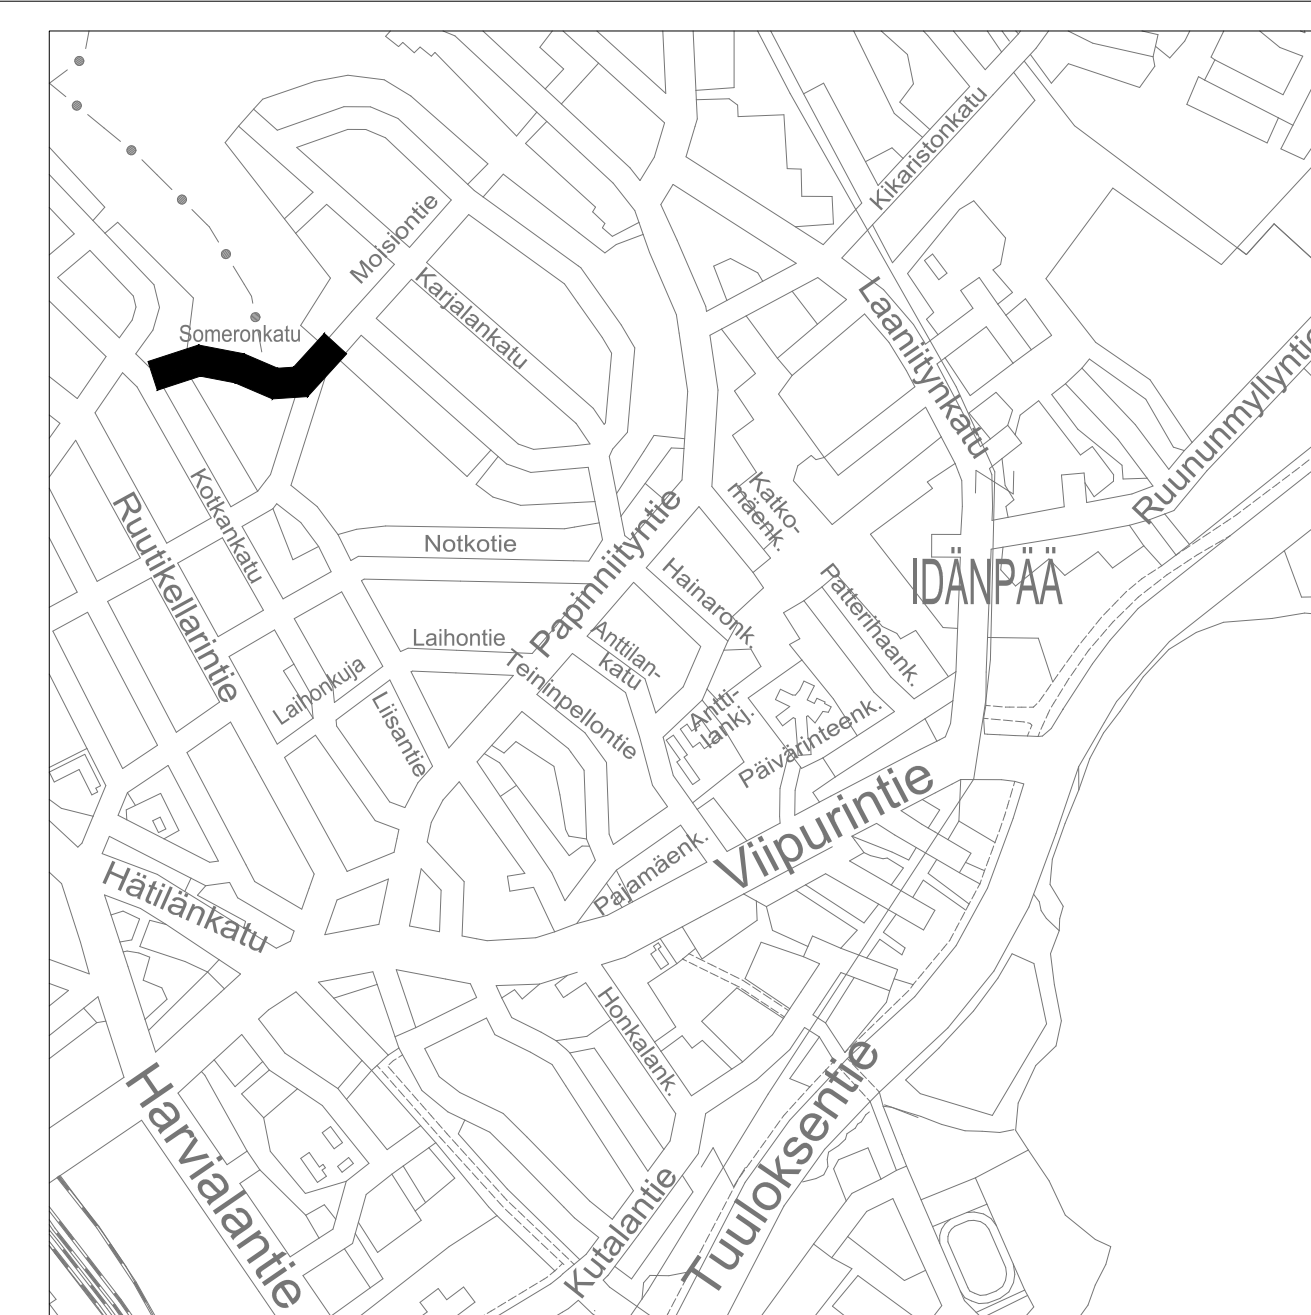 Kikaristonkatu
Moisiontie
Karjalankatu
Someronkatu
Laaniitynkatu
Ruununmyllyntie
Kotkankatu
Ruutikellarintie
Katko-
mäenk.
Notkotie
Papinniityntie
Hainaronk.
IDÄNPÄÄ
Patterihaank.
Laihontie
Anttilan-
katu
Teininpellontie
Laihonkuja
Liisantie
Antti-
lankj.
Päivärinteenk.
Viipurintie
Pajamäenk.
Hätilänkatu
Honkalank.
Harvialantie
Tuuloksentie
Kutalantie